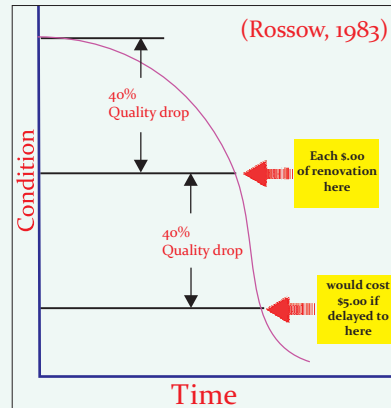 (Rossow, 1983)
40%
Quality drop
Each $.00
of renovation
here
40%
Quality drop
would cost
$5.00 if
delayed to
here
Condition
Time